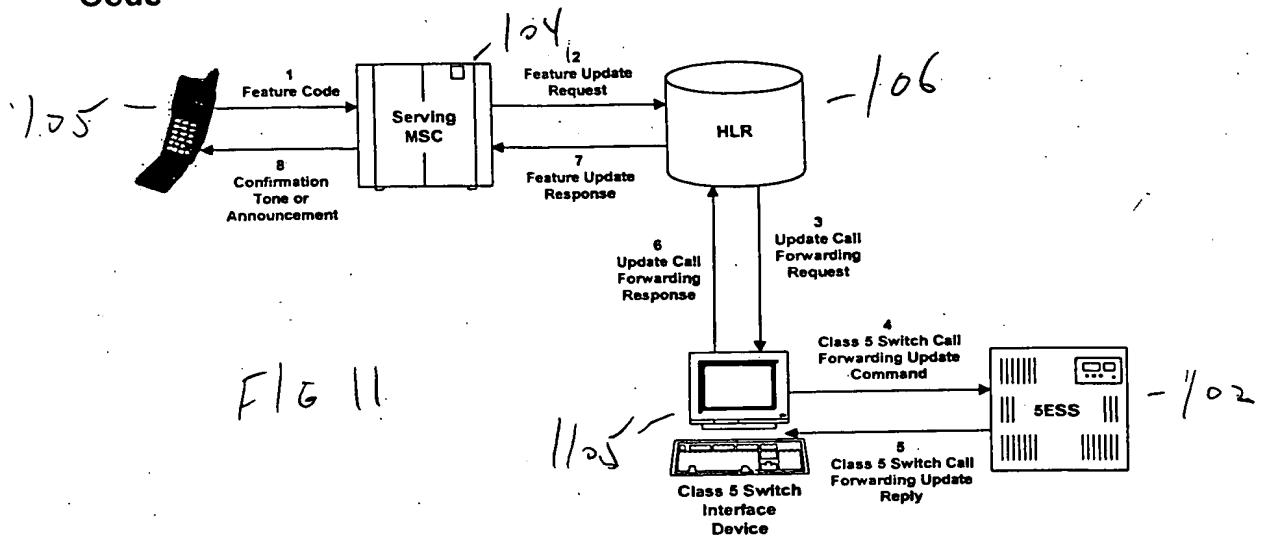 Code
104
1
Feature Code
2
Feature Update
Request
105
Serving
MSC
HLR
106
8
Confirmation
Tone or
Announcement
7
Feature Update
Response
6
Update Call
Forwarding
Response
3
Update Call
Forwarding
Request
4
Class 5 Switch Call
Forwarding Update
Command
FIG 11
5ESS
102
1105
5
Class 5 Switch Call
Forwarding Update
Reply
Class 5 Switch
Interface
Device